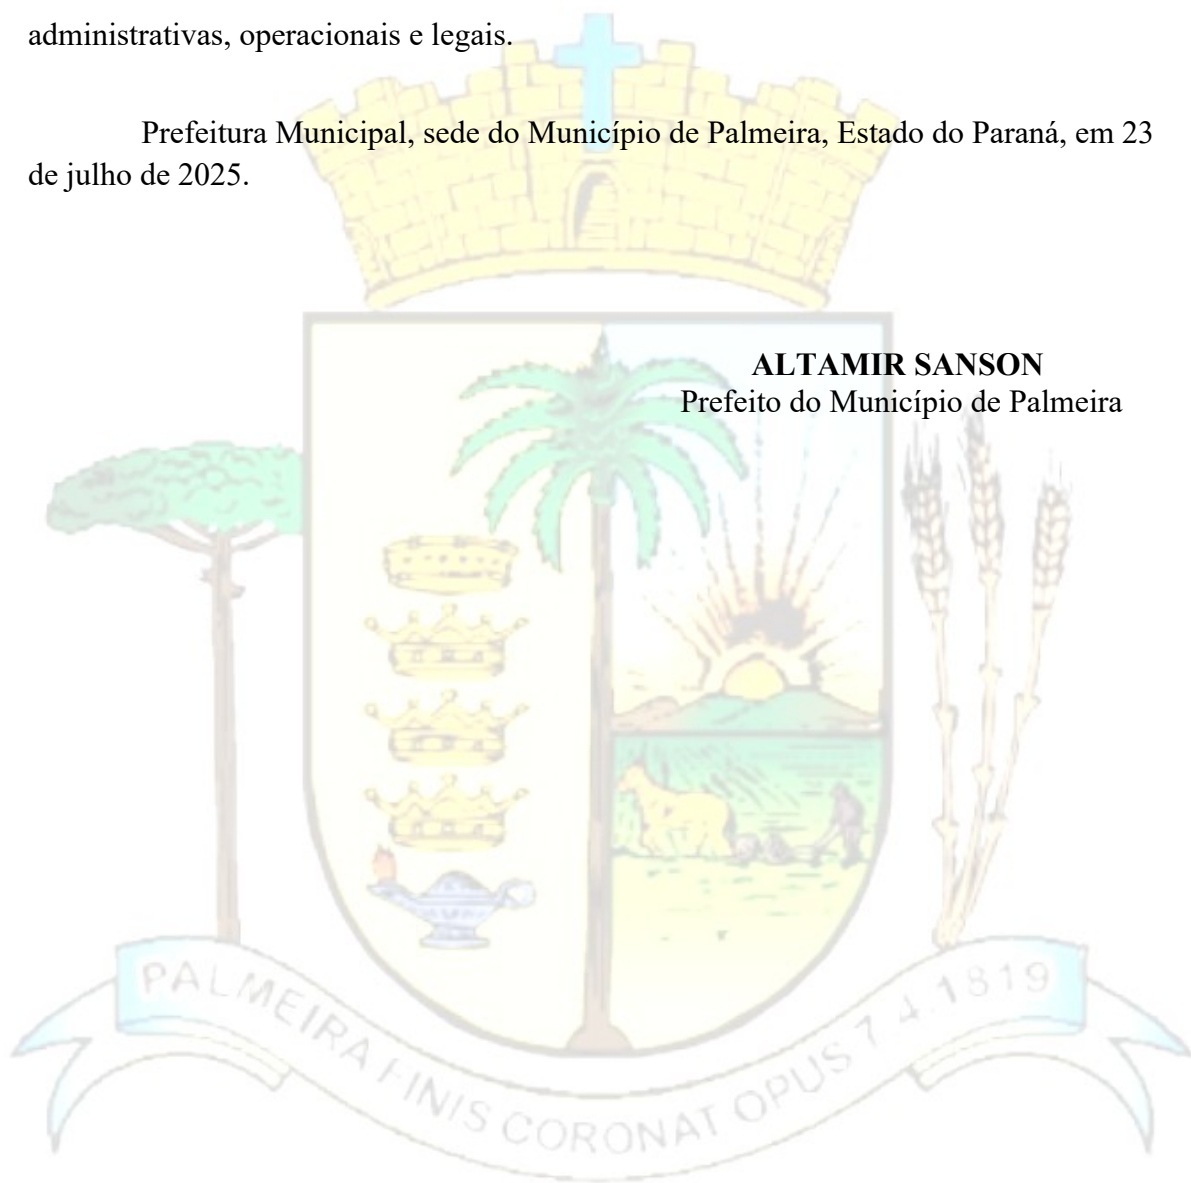 administrativas, operacionais e legais.
Prefeitura Municipal, sede do Município de Palmeira, Estado do Paraná, em 23
de julho de 2025.
ALTAMIR SANSON
Prefeito do Município de Palmeira
PALMEIRA FINIS CORONAT OPUS 7.4.1819